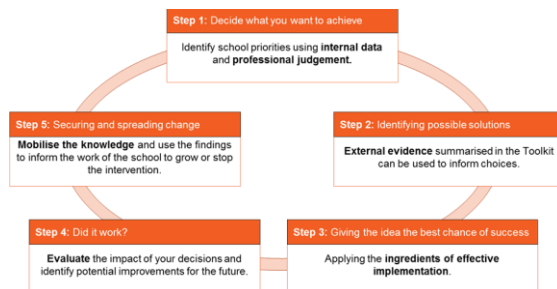 Step 1: Decide what you want to achieve
Identify school priorities using internal data
and professional judgement.
Step 2: Identifying possible solutions
External evidence summarised in the Toolkit
can be used to inform choices.
Step 3: Giving the idea the best chance of success
Applying the ingredients of effective
implementation.
Step 4: Did it work?
Evaluate the impact of your decisions and
identify potential improvements for the future.
Step 5: Securing and spreading change
Mobilise the knowledge and use the findings
to inform the work of the school to grow or stop
the intervention.